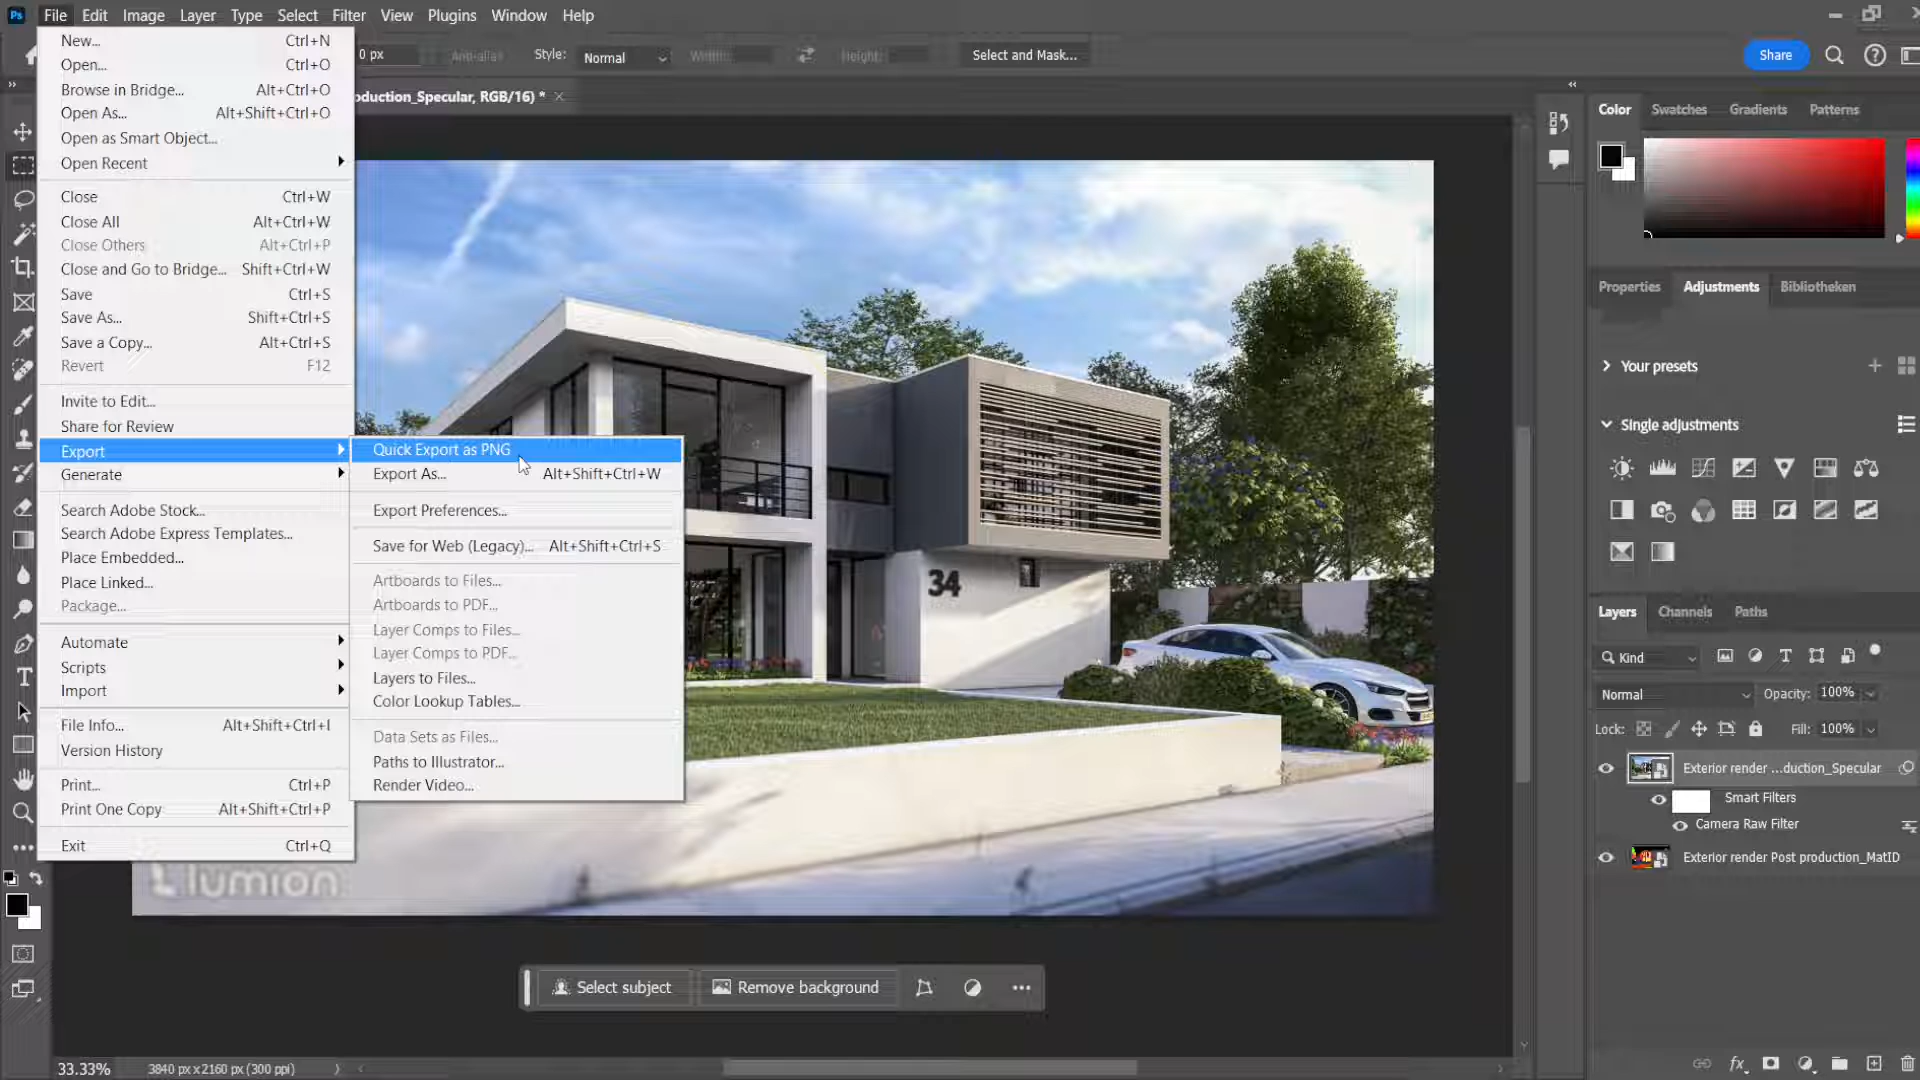 Ps File Edit Image Layer Type Select Filter View Plugins Window Help
0 px Anti-alias Style: Normal Width: Height: Select and Mask... Share
oduction_Specular, RGB/16) * ×
New... Ctrl+N
Open... Ctrl+O
Browse in Bridge... Alt+Ctrl+O
Open As... Alt+Shift+Ctrl+O
Open as Smart Object...
Open Recent
Close Ctrl+W
Close All Alt+Ctrl+W
Close Others Alt+Ctrl+P
Close and Go to Bridge... Shift+Ctrl+W
Save Ctrl+S
Save As... Shift+Ctrl+S
Save a Copy... Alt+Ctrl+S
Revert F12
Invite to Edit...
Share for Review
Export
Generate
Search Adobe Stock...
Search Adobe Express Templates...
Place Embedded...
Place Linked...
Package...
Automate
Scripts
Import
File Info... Alt+Shift+Ctrl+I
Version History
Print... Ctrl+P
Print One Copy Alt+Shift+Ctrl+P
Exit Ctrl+Q
Quick Export as PNG
Export As... Alt+Shift+Ctrl+W
Export Preferences...
Save for Web (Legacy)... Alt+Shift+Ctrl+S
Artboards to Files...
Artboards to PDF...
Layer Comps to Files...
Layer Comps to PDF...
Layers to Files...
Color Lookup Tables...
Data Sets as Files...
Paths to Illustrator...
Render Video...
34
lumion
Select subject Remove background
33.33% 3840 px x 2160 px (300 ppi)
Color Swatches Gradients Patterns
Properties Adjustments Bibliotheken
Your presets
Single adjustments
Layers Channels Paths
Kind
Normal Opacity: 100%
Lock: Fill: 100%
Exterior render ...duction_Specular
Smart Filters
Camera Raw Filter
Exterior render Post production_MatID
fx